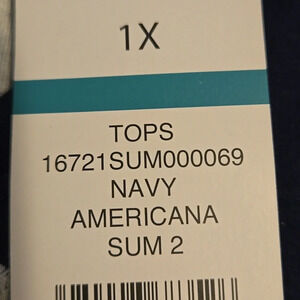 1X
TOPS
16721SUM000069
NAVY
AMERICANA
SUM 2